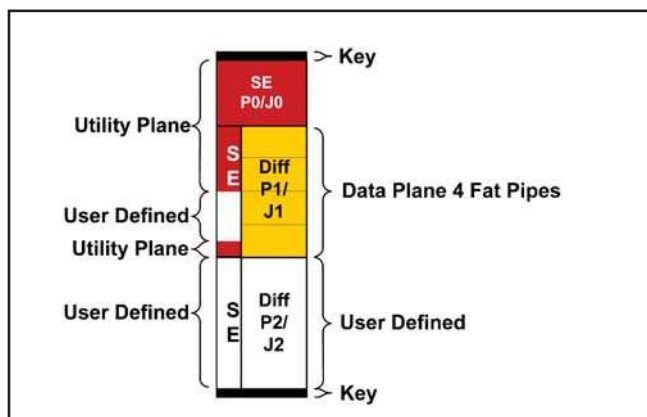 Key
SE
P0/J0
Utility Plane
S
E
Diff
P1/
J1
Data Plane 4 Fat Pipes
User Defined
Utility Plane
User Defined
S
E
Diff
P2/
J2
User Defined
Key